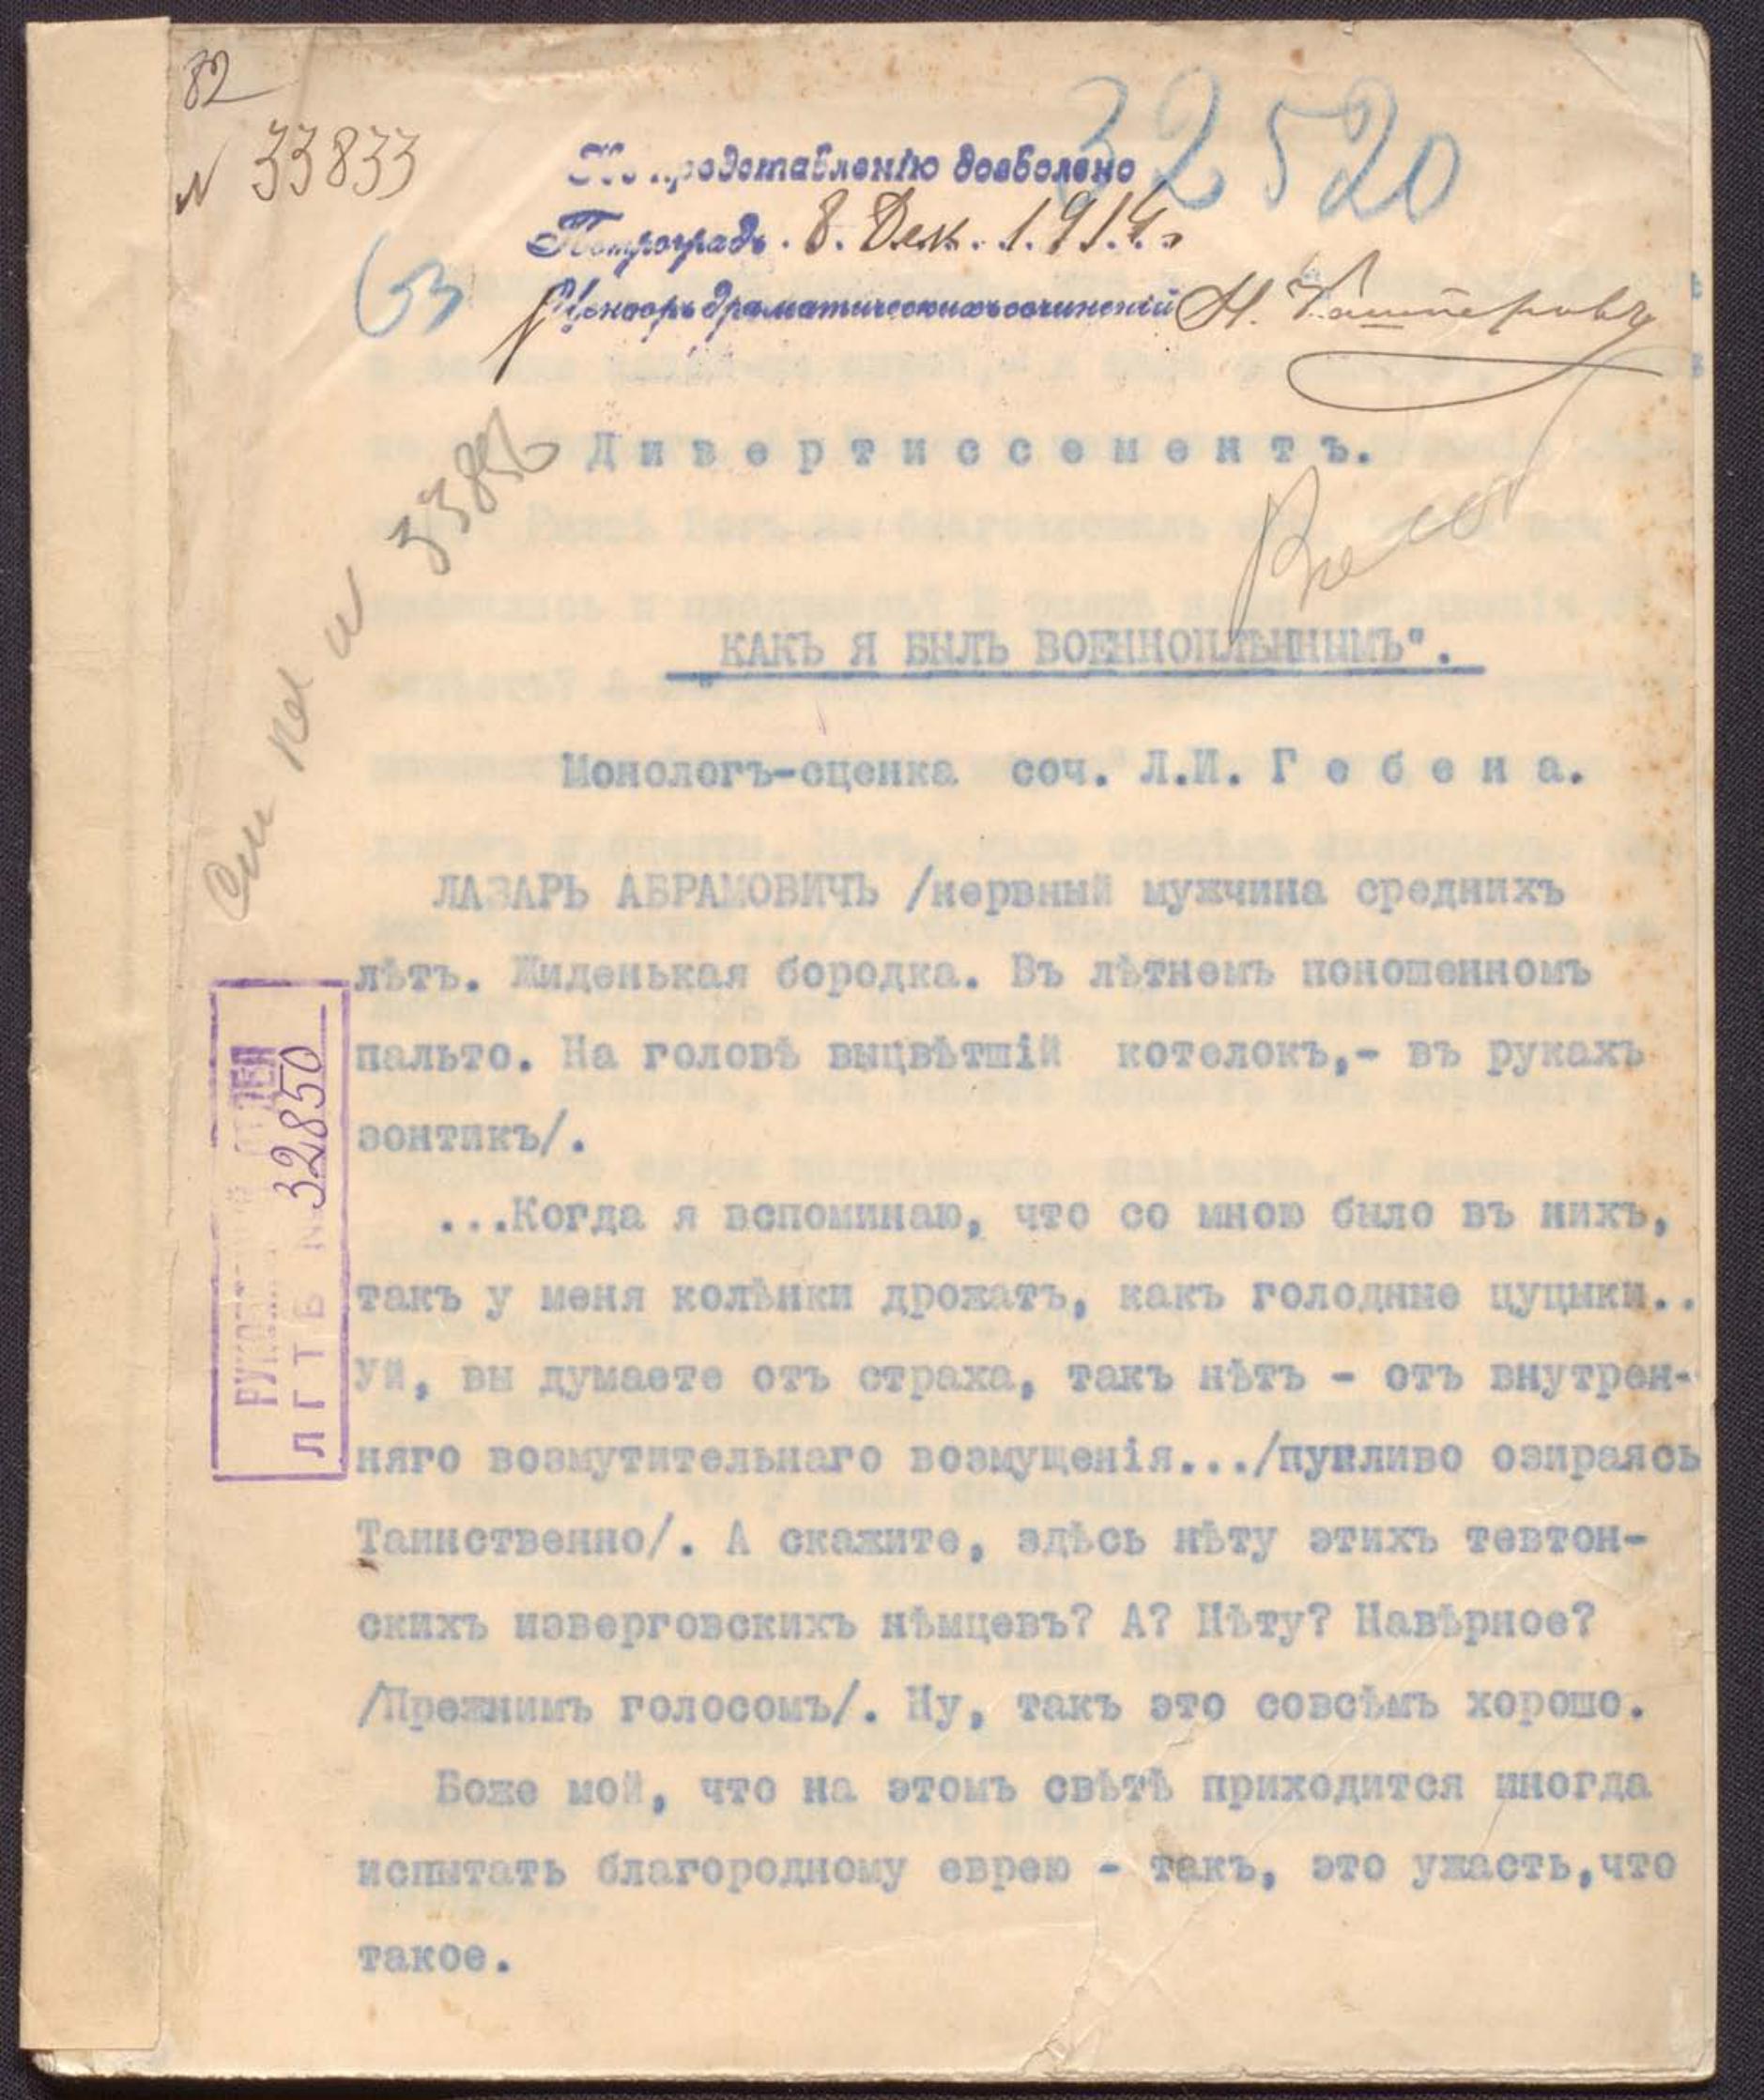 82
N 33833
32520
Къ представленію дозволено
Петроградъ. 8. Дек. 1914 г.
Цензоръ драматическихъ сочиненій Н.
33856
Дивертиссементъ.
КАКЪ Я БЫЛЪ ВОЕННОПЛѢННЫМЪ".
Монологъ-сценка соч. Л.И. Гебена.
ЛАЗАРЬ АБРАМОВИЧЪ /нервный мужчина среднихъ
лѣтъ. Жиденькая бородка. Въ лѣтнемъ поношенномъ
пальто. На головѣ выцвѣтшій котелокъ,- въ рукахъ
зонтикъ/.
...Когда я вспоминаю, что со мною было въ нихъ,
такъ у меня колѣнки дрожатъ, какъ голодные цуцыки..
Уй, вы думаете отъ страха, такъ нѣтъ - отъ внутрен-
няго возмутительнаго возмущенія.../пугливо озираясь
Таинственно/. А скажите, здѣсь нѣту этихъ тевтон-
скихъ изверговскихъ нѣмцевъ? А? Нѣту? Навѣрное?
/Прежнимъ голосомъ/. Ну, такъ это совсѣмъ хорошо.
Боже мой, что на этомъ свѣтѣ приходится иногда
испытать благородному еврею - такъ, это ужасть,что
такое.
РУКОПИСНЫЙ ОТДЕЛ
ЛГТБ № 32850